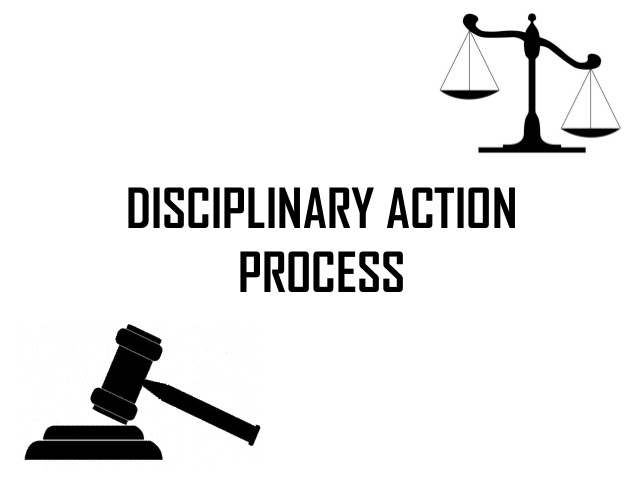 DISCIPLINARY ACTION
PROCESS